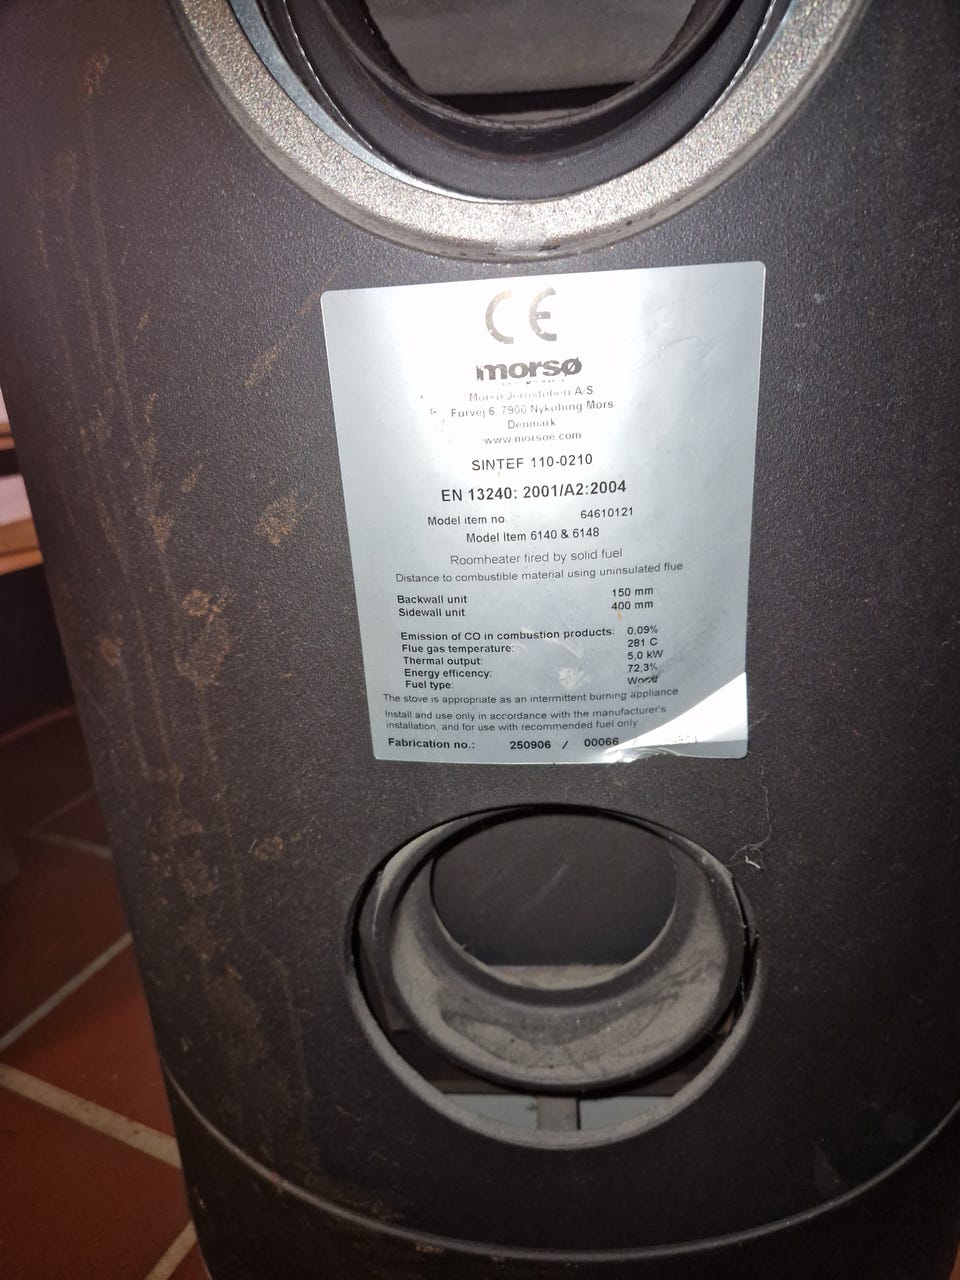 CE
morsø
Morsø Jernstøberi A/S
Furvej 6, 7900 Nykøbing Mors
Denmark
www.morsoe.com
SINTEF 110-0210
EN 13240: 2001/A2:2004
Model item no. 64610121
Model Item 6140 & 6148
Roomheater fired by solid fuel
Distance to combustible material using uninsulated flue
Backwall unit 150 mm
Sidewall unit 400 mm
Emission of CO in combustion products: 0,09%
Flue gas temperature: 281 C
Thermal output: 5,0 kW
Energy efficency: 72,3%
Fuel type: Wood
The stove is appropriate as an intermittent burning appliance
Install and use only in accordance with the manufacturer's
installation, and for use with recommended fuel only
Fabrication no.: 250906 / 00066 /